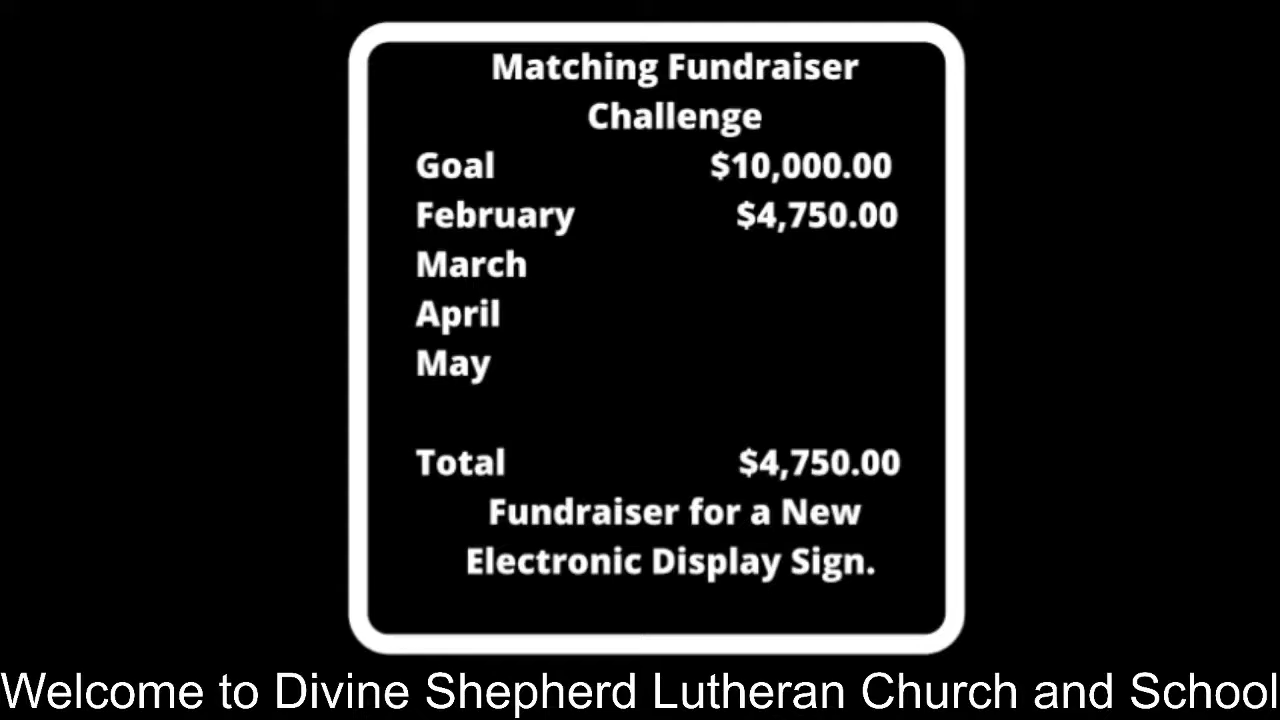 Matching Fundraiser
Challenge
Goal $10,000.00
February $4,750.00
March
April
May
Total $4,750.00
Fundraiser for a New
Electronic Display Sign.
Welcome to Divine Shepherd Lutheran Church and School